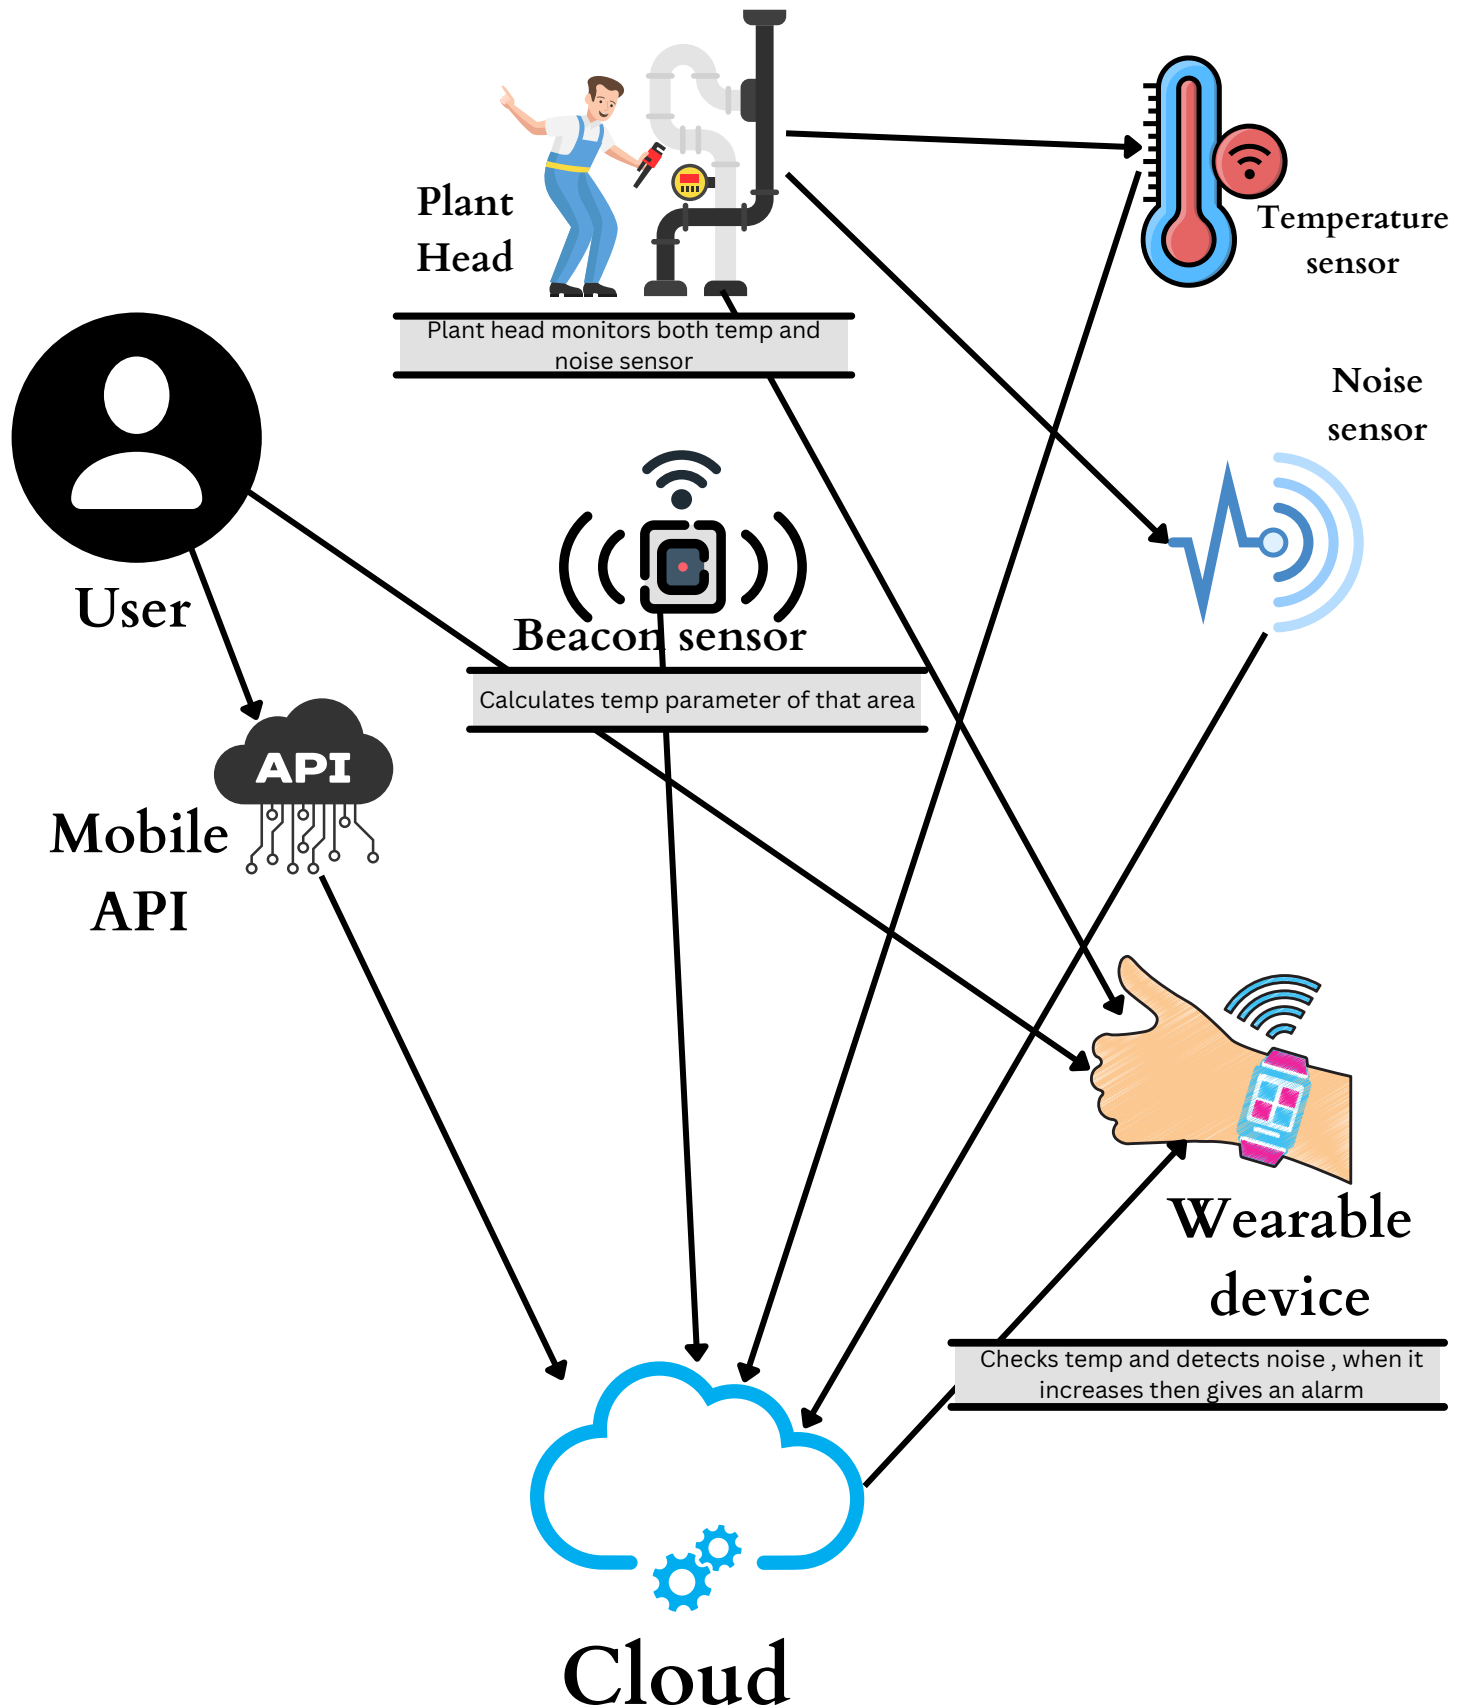 Plant
Head
Temperature
sensor
Plant head monitors both temp and
noise sensor
Noise
sensor
User
Beacon sensor
Calculates temp parameter of that area
API
Mobile
API
Wearable
device
Checks temp and detects noise , when it
increases then gives an alarm
Cloud